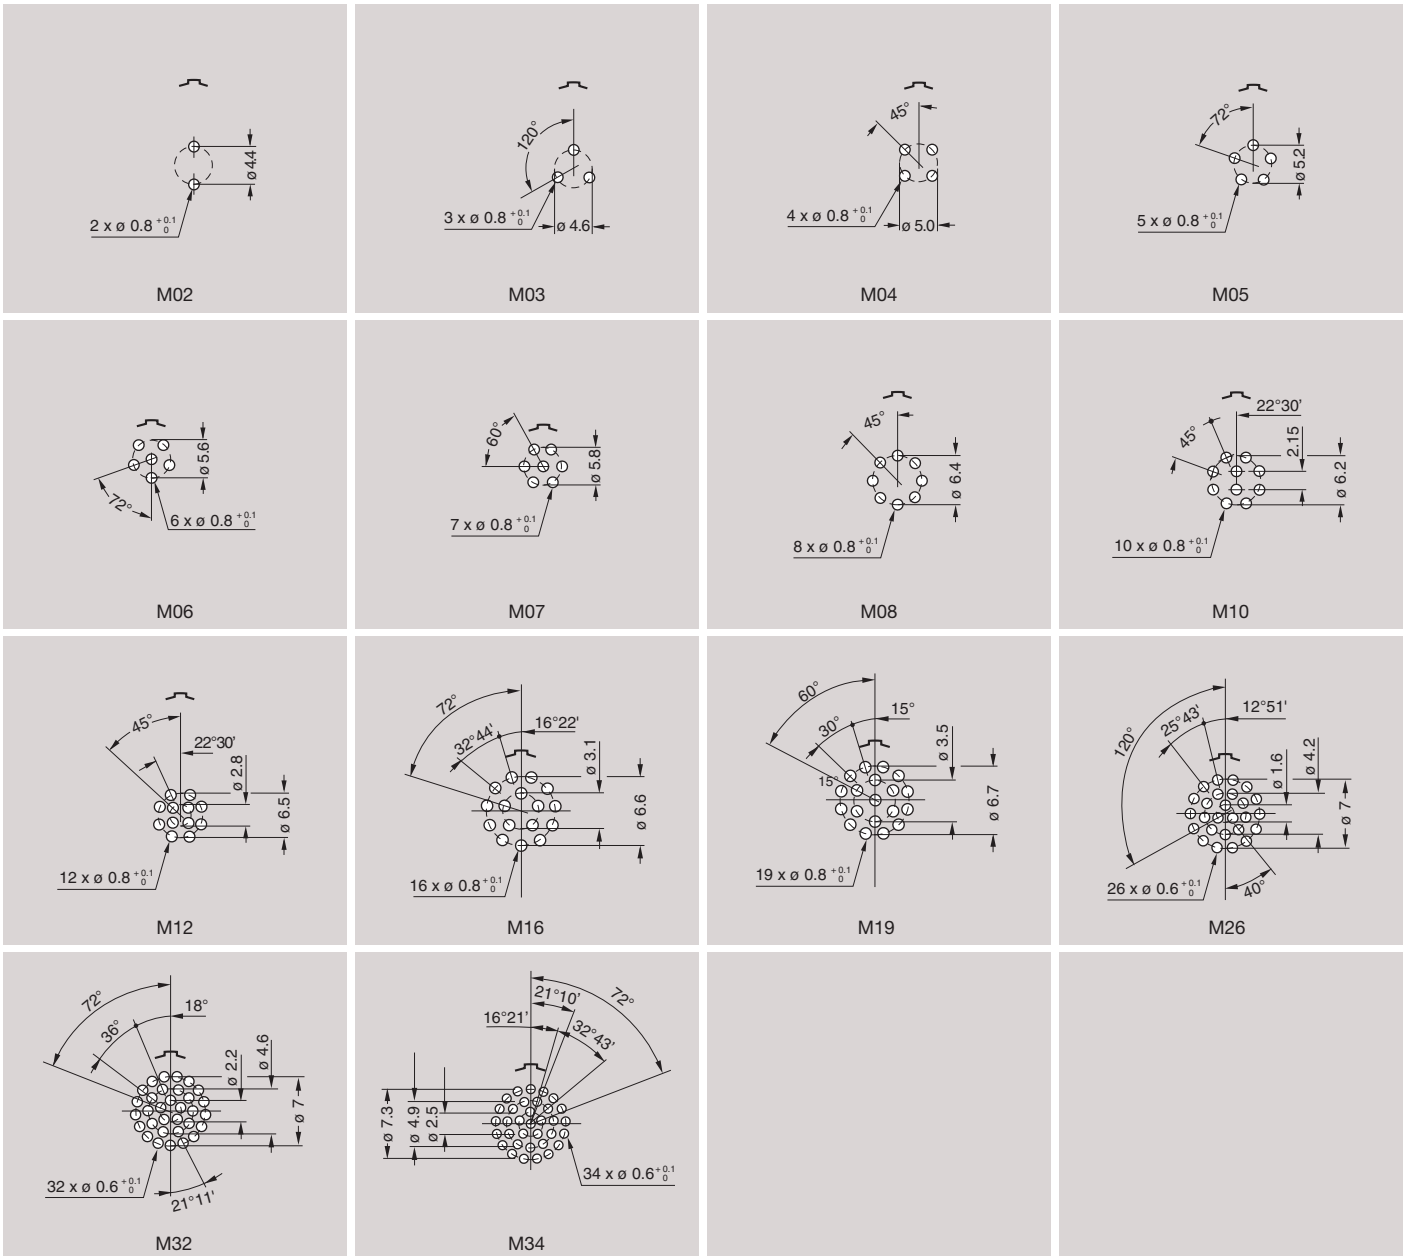 ø 4.4
2 x ø 0.8 +0.1 0
M02
120°
3 x ø 0.8 +0.1 0
ø 4.6
M03
45°
4 x ø 0.8 +0.1 0
ø 5.0
M04
72°
ø 5.2
5 x ø 0.8 +0.1 0
M05
ø 5.6
72°
6 x ø 0.8 +0.1 0
M06
60°
ø 5.8
7 x ø 0.8 +0.1 0
M07
45°
ø 6.4
8 x ø 0.8 +0.1 0
M08
22°30'
45°
2.15
ø 6.2
10 x ø 0.8 +0.1 0
M10
45°
22°30'
ø 2.8
ø 6.5
12 x ø 0.8 +0.1 0
M12
72°
32°44'
16°22'
ø 3.1
ø 6.6
16 x ø 0.8 +0.1 0
M16
60°
30°
15°
15°
ø 3.5
ø 6.7
19 x ø 0.8 +0.1 0
M19
120°
25°43'
12°51'
ø 1.6
ø 4.2
ø 7
26 x ø 0.6 +0.1 0
40°
M26
72°
36°
18°
ø 2.2
ø 4.6
ø 7
32 x ø 0.6 +0.1 0
21°11'
M32
21°10'
72°
16°21'
32°43'
ø 7.3
ø 4.9
ø 2.5
34 x ø 0.6 +0.1 0
M34